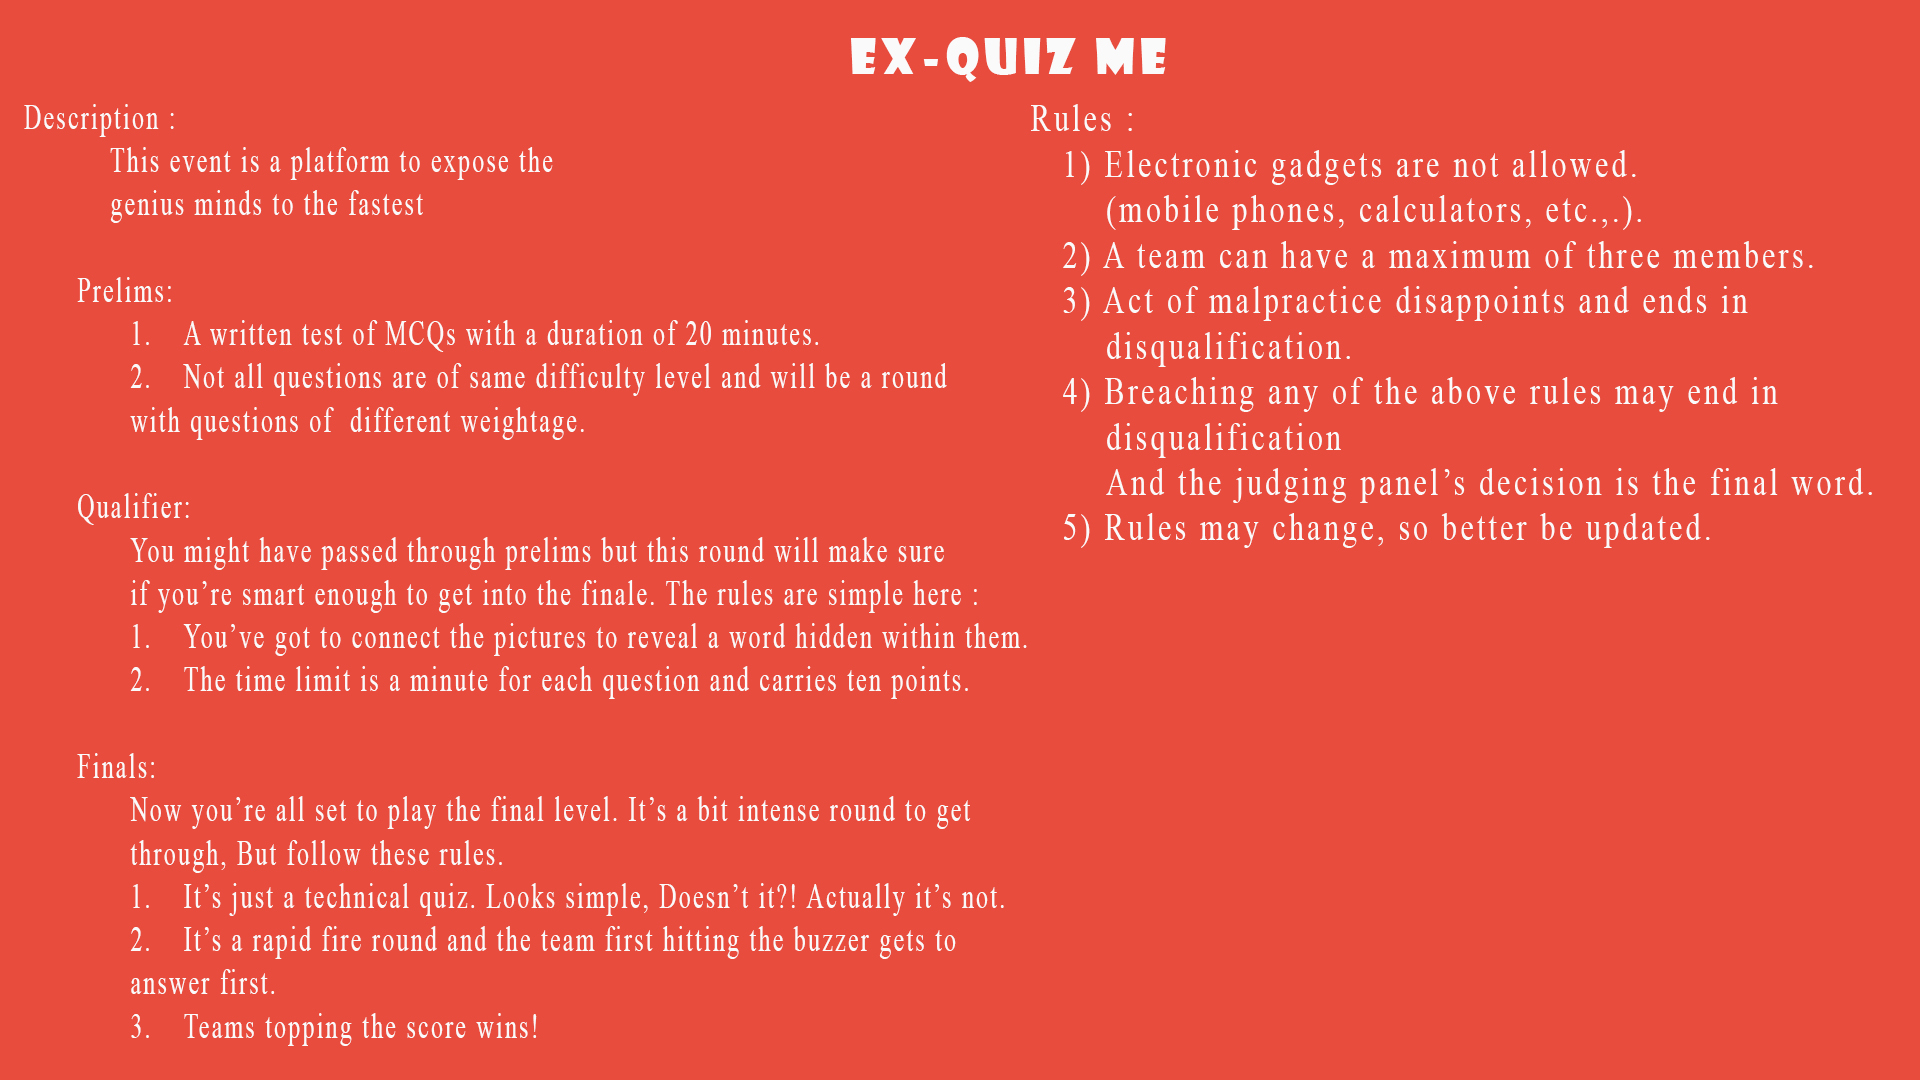 EX-QUIZ ME
Description :
This event is a platform to expose the
genius minds to the fastest
Prelims:
1. A written test of MCQs with a duration of 20 minutes.
2. Not all questions are of same difficulty level and will be a round
with questions of different weightage.
Qualifier:
You might have passed through prelims but this round will make sure
if you’re smart enough to get into the finale. The rules are simple here :
1. You’ve got to connect the pictures to reveal a word hidden within them.
2. The time limit is a minute for each question and carries ten points.
Finals:
Now you’re all set to play the final level. It’s a bit intense round to get
through, But follow these rules.
1. It’s just a technical quiz. Looks simple, Doesn’t it?! Actually it’s not.
2. It’s a rapid fire round and the team first hitting the buzzer gets to
answer first.
3. Teams topping the score wins!
Rules :
1) Electronic gadgets are not allowed.
(mobile phones, calculators, etc.,.).
2) A team can have a maximum of three members.
3) Act of malpractice disappoints and ends in
disqualification.
4) Breaching any of the above rules may end in
disqualification
And the judging panel’s decision is the final word.
5) Rules may change, so better be updated.